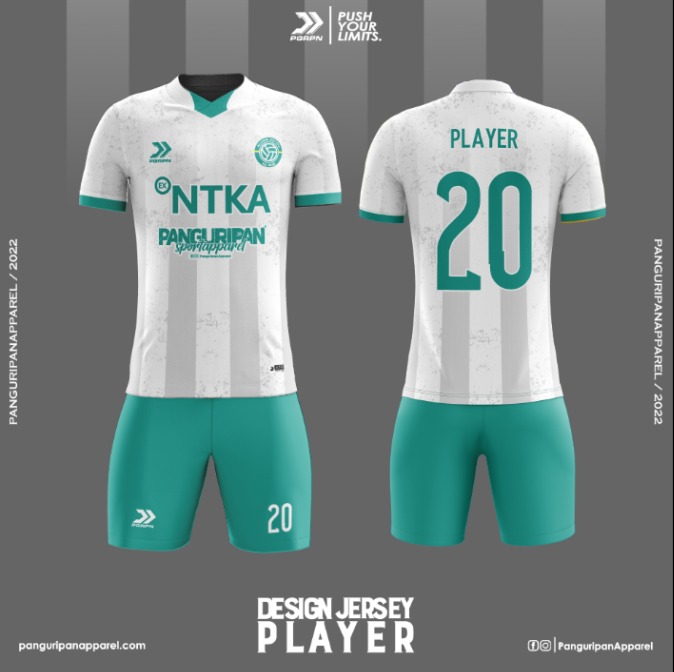 PGRPN
PUSH
YOUR
LIMITS.
PANGURIPANAPPAREL / 2022
PGRPN
EX NTKA
PANGURIPAN
sportapparel
PGRPN
20
PLAYER
20
PANGURIPANAPPAREL / 2022
DESIGN JERSEY
PLAYER
panguripanapparel.com
PanguripanApparel